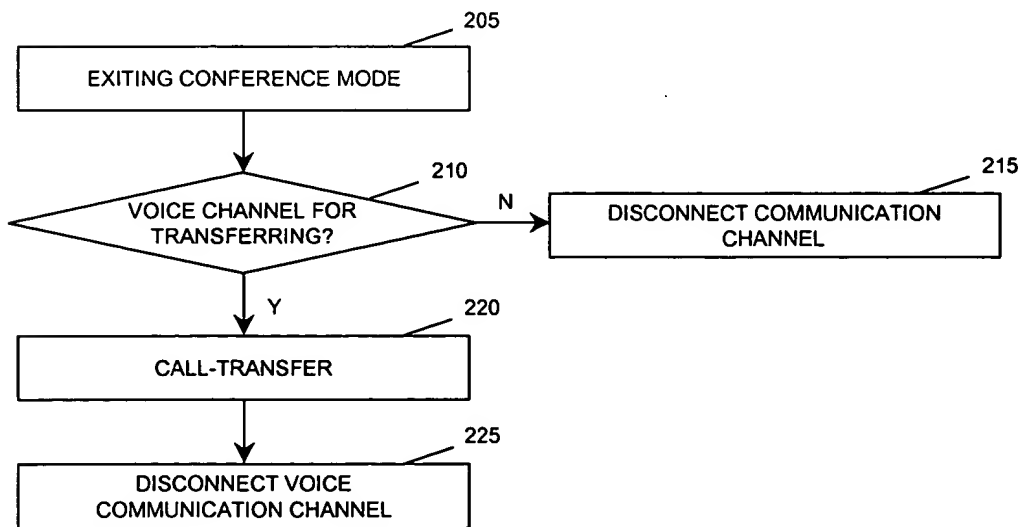 205
EXITING CONFERENCE MODE
210
VOICE CHANNEL FOR
TRANSFERRING?
N
215
DISCONNECT COMMUNICATION
CHANNEL
Y
220
CALL-TRANSFER
225
DISCONNECT VOICE
COMMUNICATION CHANNEL